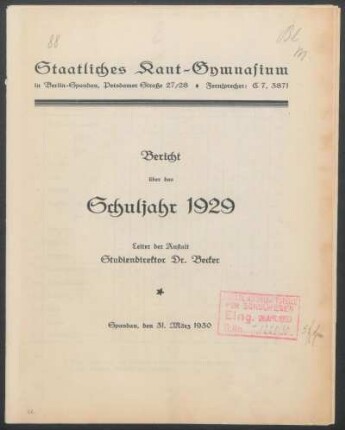 88
Staatliches Kant-Gymnasium
in Berlin-Spandau, Potsdamer Straße 27/28 * Fernsprecher: C 7, 3871
Bericht
über das
Schuljahr 1929
Leiter der Anstalt
Studiendirektor Dr. Becker
*
Spandau, den 31. März 1930
Eing.